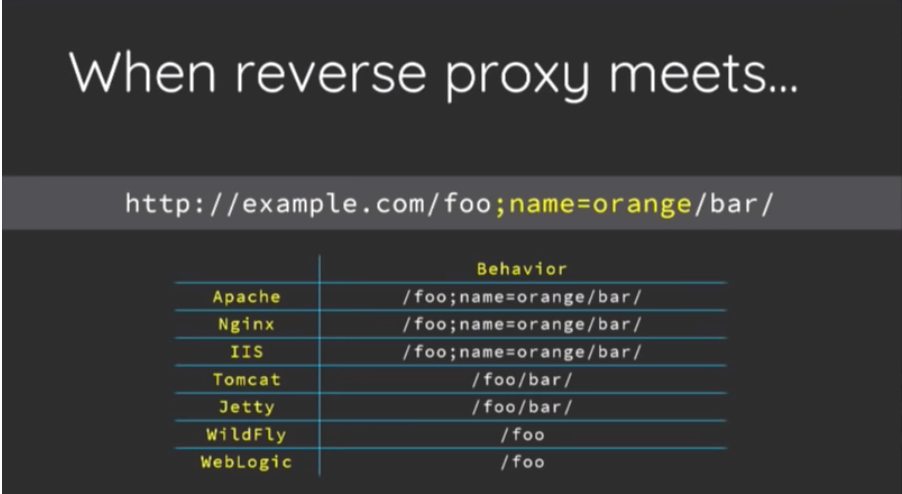 When reverse proxy meets...
http://example.com/foo;name=orange/bar/
Behavior
Apache /foo;name=orange/bar/
Nginx /foo;name=orange/bar/
IIS /foo;name=orange/bar/
Tomcat /foo/bar/
Jetty /foo/bar/
WildFly /foo
WebLogic /foo